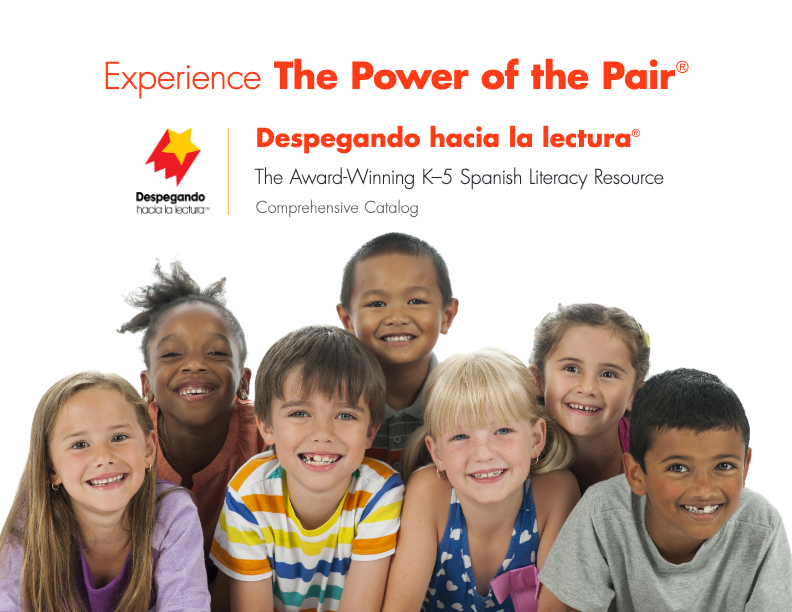 Experience The Power of the Pair®
Despegando hacia la lectura®
The Award-Winning K–5 Spanish Literacy Resource
Comprehensive Catalog
Despegando
hacia la lectura™